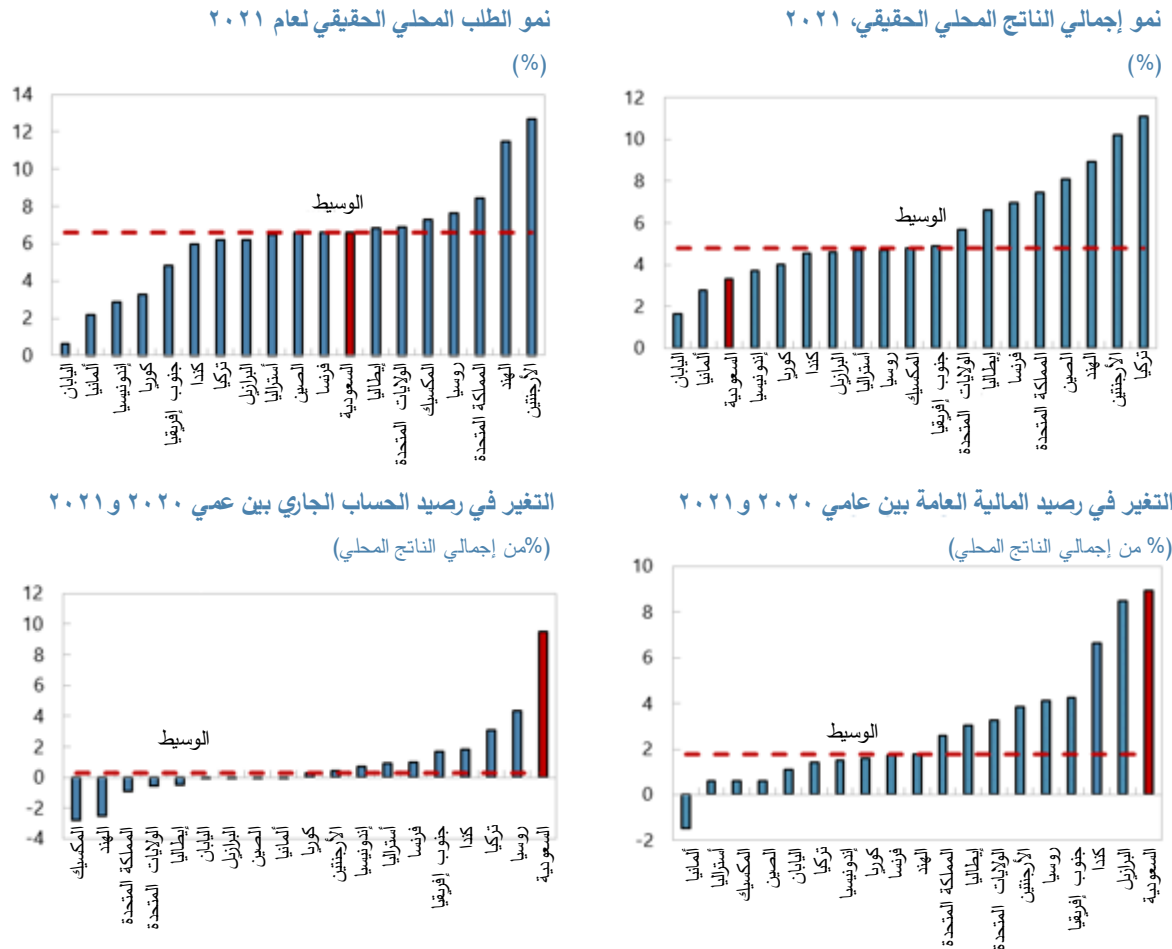 نمو إجمالي الناتج المحلي الحقيقي، ٢٠٢١
(%)
12
10
8
6
4
2
0
الوسيط
اليابان
ألمانيا
السعودية
إندونيسيا
كوريا
كندا
البرازيل
أستراليا
روسيا
المكسيك
جنوب إفريقيا
الولايات المتحدة
إيطاليا
فرنسا
المملكة المتحدة
الصين
الهند
الأرجنتين
تركيا
نمو الطلب المحلي الحقيقي لعام ٢٠٢١
(%)
14
12
10
8
6
4
2
0
الوسيط
اليابان
ألمانيا
إندونيسيا
كوريا
جنوب إفريقيا
كندا
تركيا
البرازيل
أستراليا
الصين
فرنسا
السعودية
إيطاليا
الولايات المتحدة
المكسيك
روسيا
المملكة المتحدة
الهند
الأرجنتين
التغير في رصيد المالية العامة بين عامي ٢٠٢٠ و٢٠٢١
(% من إجمالي الناتج المحلي)
10
8
6
4
2
0
-2
الوسيط
ألمانيا
أستراليا
المكسيك
الصين
اليابان
تركيا
إندونيسيا
كوريا
فرنسا
الهند
المملكة المتحدة
إيطاليا
الولايات المتحدة
الأرجنتين
روسيا
جنوب إفريقيا
كندا
البرازيل
السعودية
التغير في رصيد الحساب الجاري بين عمي ٢٠٢٠ و٢٠٢١
(%من إجمالي الناتج المحلي)
12
10
8
6
4
2
0
-2
-4
الوسيط
المكسيك
الهند
المملكة المتحدة
الولايات المتحدة
إيطاليا
اليابان
البرازيل
الصين
ألمانيا
كوريا
الأرجنتين
إندونيسيا
أستراليا
فرنسا
جنوب إفريقيا
كندا
تركيا
روسيا
السعودية